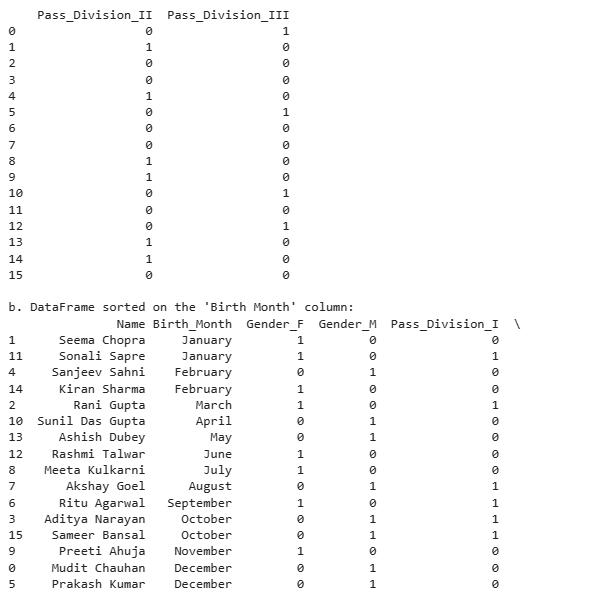 Pass_Division_II  Pass_Division_III
0                  0                  1
1                  1                  0
2                  0                  0
3                  0                  0
4                  1                  0
5                  0                  1
6                  0                  0
7                  0                  0
8                  1                  0
9                  1                  0
10                 0                  1
11                 0                  0
12                 0                  1
13                 1                  0
14                 1                  0
15                 0                  0

b. DataFrame sorted on the 'Birth Month' column:
               Name Birth_Month  Gender_F  Gender_M  Pass_Division_I  \
1      Seema Chopra     January         1         0                0
11     Sonali Sapre     January         1         0                1
4     Sanjeev Sahni    February         0         1                0
14     Kiran Sharma    February         1         0                0
2        Rani Gupta       March         1         0                1
10  Sunil Das Gupta       April         0         1                0
13     Ashish Dubey         May         0         1                0
12    Rashmi Talwar        June         1         0                0
8    Meeta Kulkarni        July         1         0                0
7       Akshay Goel      August         0         1                1
6      Ritu Agarwal   September         1         0                1
3    Aditya Narayan     October         0         1                1
15    Sameer Bansal     October         0         1                1
9      Preeti Ahuja    November         1         0                0
0     Mudit Chauhan    December         0         1                0
5     Prakash Kumar    December         0         1                0